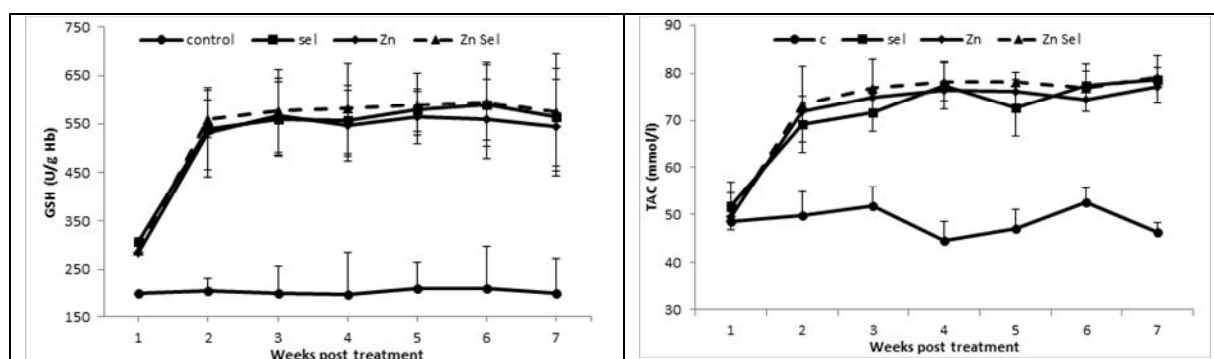 750
control sel Zn Zn Sel
650
550
450
350
250
150
GSH (U/g Hb)
1 2 3 4 5 6 7
Weeks post treatment
90
c sel Zn Zn Sel
80
70
60
50
40
30
TAC (mmol/l)
1 2 3 4 5 6 7
Weeks post treatment